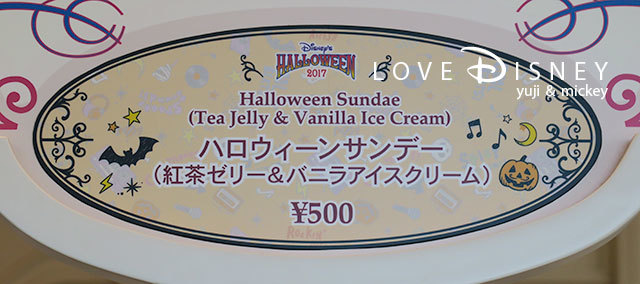 Disney's
HALLOWEEN
2017
LOVE DISNEY
yuji & mickey
Halloween Sundae
(Tea Jelly & Vanilla Ice Cream)
ハロウィーンサンデー
(紅茶ゼリー&バニラアイスクリーム)
¥500
ROCKIN'